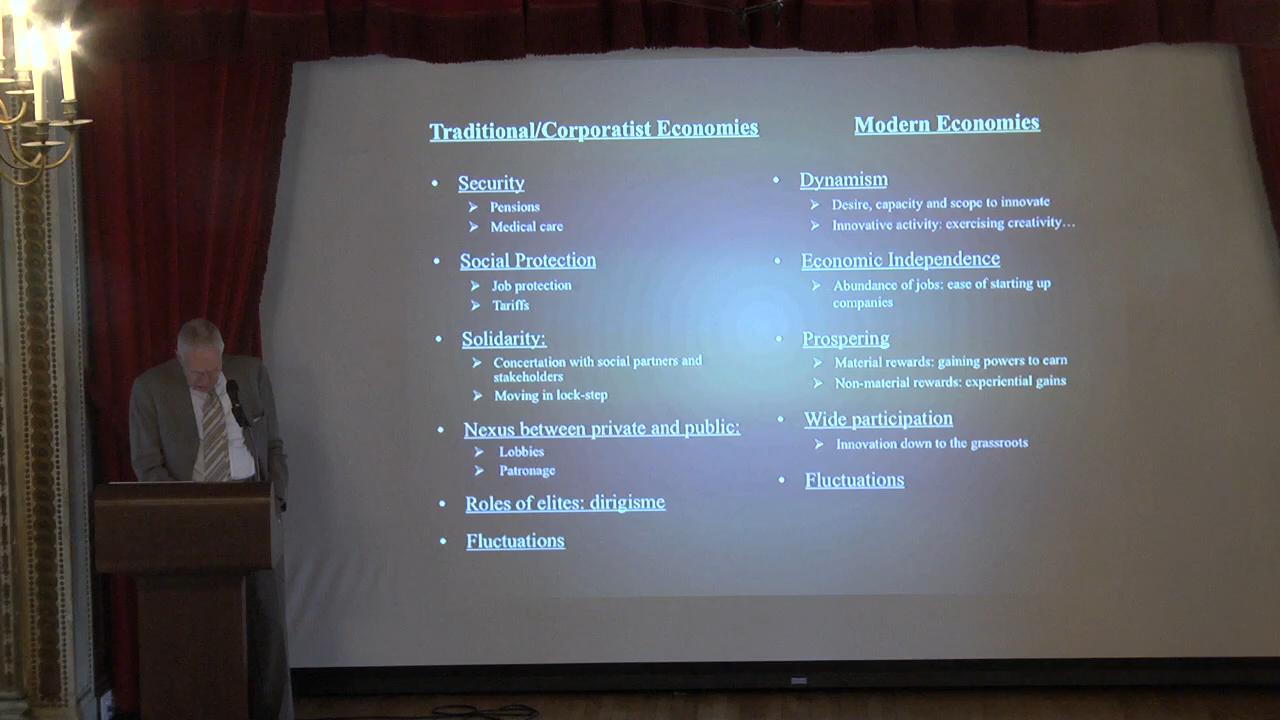 Traditional/Corporatist Economies
• Security
➢ Pensions
➢ Medical care
• Social Protection
➢ Job protection
➢ Tariffs
• Solidarity:
➢ Concertation with social partners and
stakeholders
➢ Moving in lock-step
• Nexus between private and public:
➢ Lobbies
➢ Patronage
• Roles of elites: dirigisme
• Fluctuations
Modern Economies
• Dynamism
➢ Desire, capacity and scope to innovate
➢ Innovative activity: exercising creativity…
• Economic Independence
➢ Abundance of jobs: ease of starting up
companies
• Prospering
➢ Material rewards: gaining powers to earn
➢ Non-material rewards: experiential gains
• Wide participation
➢ Innovation down to the grassroots
• Fluctuations